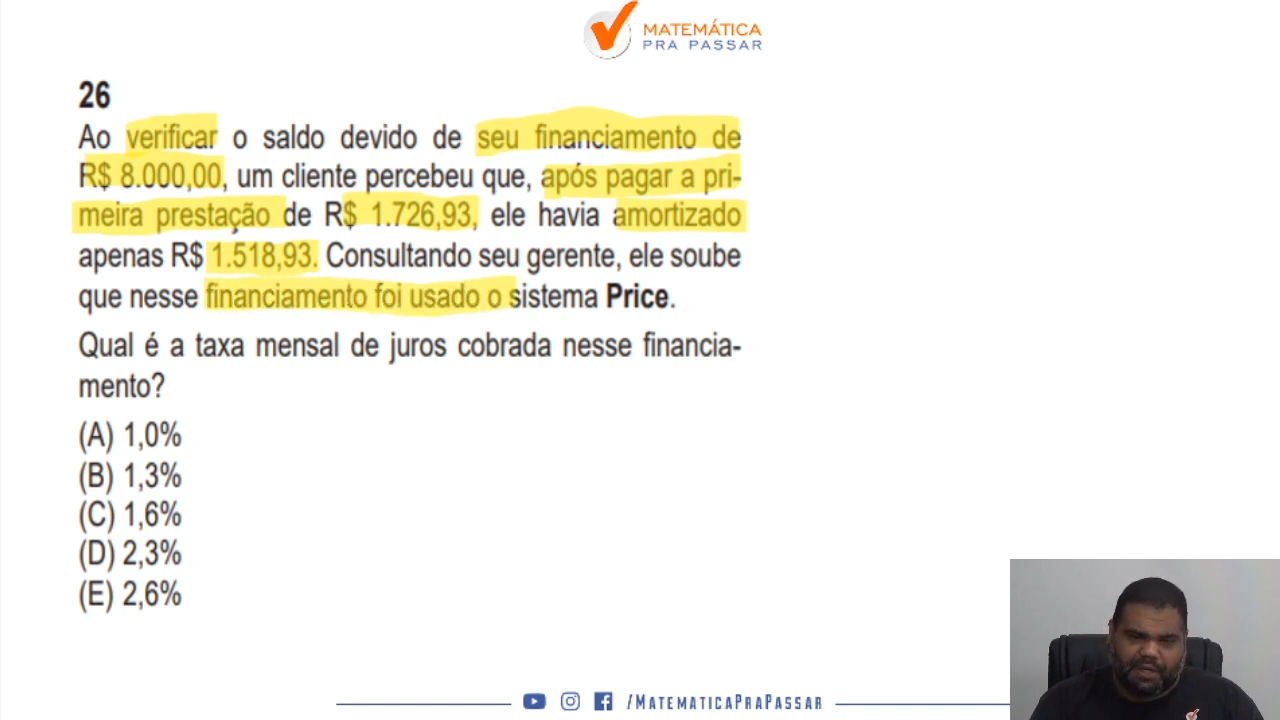 MATEMÁTICA
PRA PASSAR
26
Ao verificar o saldo devido de seu financiamento de
R$ 8.000,00, um cliente percebeu que, após pagar a pri-
meira prestação de R$ 1.726,93, ele havia amortizado
apenas R$ 1.518,93. Consultando seu gerente, ele soube
que nesse financiamento foi usado o sistema Price.
Qual é a taxa mensal de juros cobrada nesse financia-
mento?
(A) 1,0%
(B) 1,3%
(C) 1,6%
(D) 2,3%
(E) 2,6%
/MATEMATICAPRAPASSAR